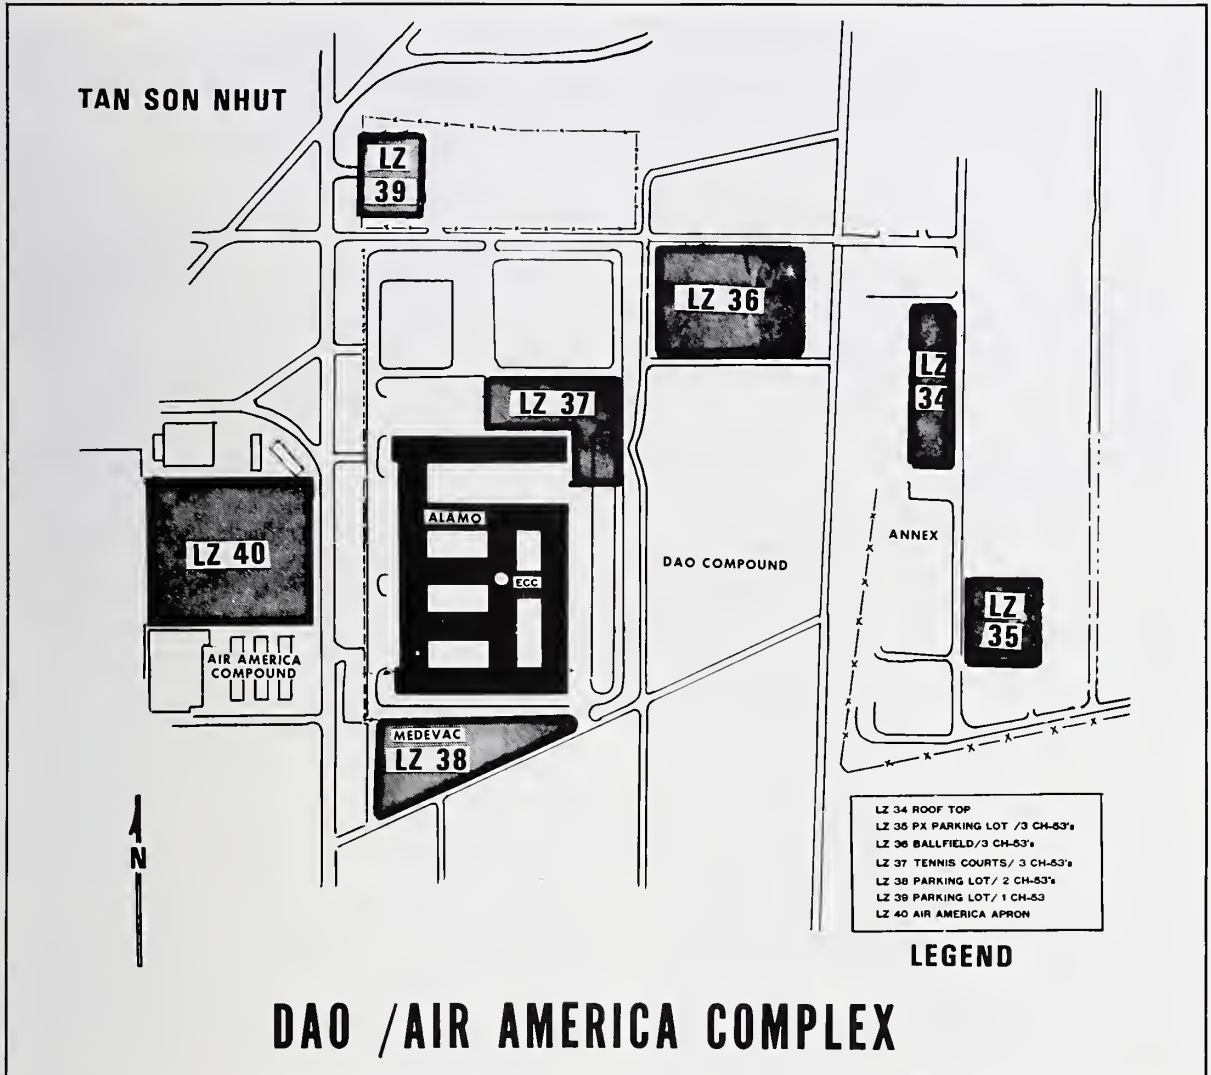 TAN SON NHUT
LZ
39
LZ 36
LZ
34
LZ 37
ALAMO
LZ 40
ANNEX
DAO COMPOUND
ECC
LZ
35
AIR AMERICA
COMPOUND
MEDEVAC
LZ 38
N
LZ 34 ROOF TOP
LZ 35 PX PARKING LOT /3 CH-53's
LZ 36 BALLFIELD/3 CH-53's
LZ 37 TENNIS COURTS/ 3 CH-53's
LZ 38 PARKING LOT/ 2 CH-53's
LZ 39 PARKING LOT/ 1 CH-53
LZ 40 AIR AMERICA APRON
LEGEND
DAO /AIR AMERICA COMPLEX